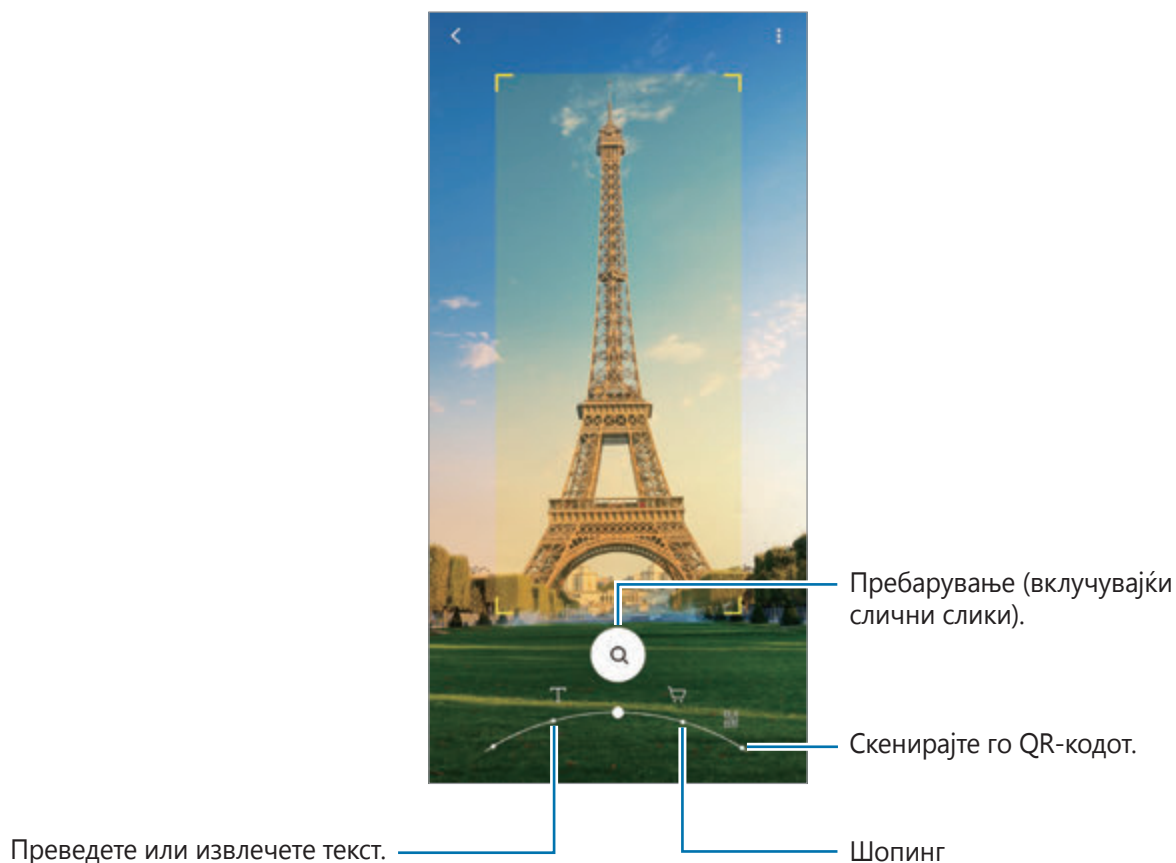 Пребарување (вклучувајќи
слични слики).
Скенирајте го QR-кодот.
Преведете или извлечете текст.
Шопинг